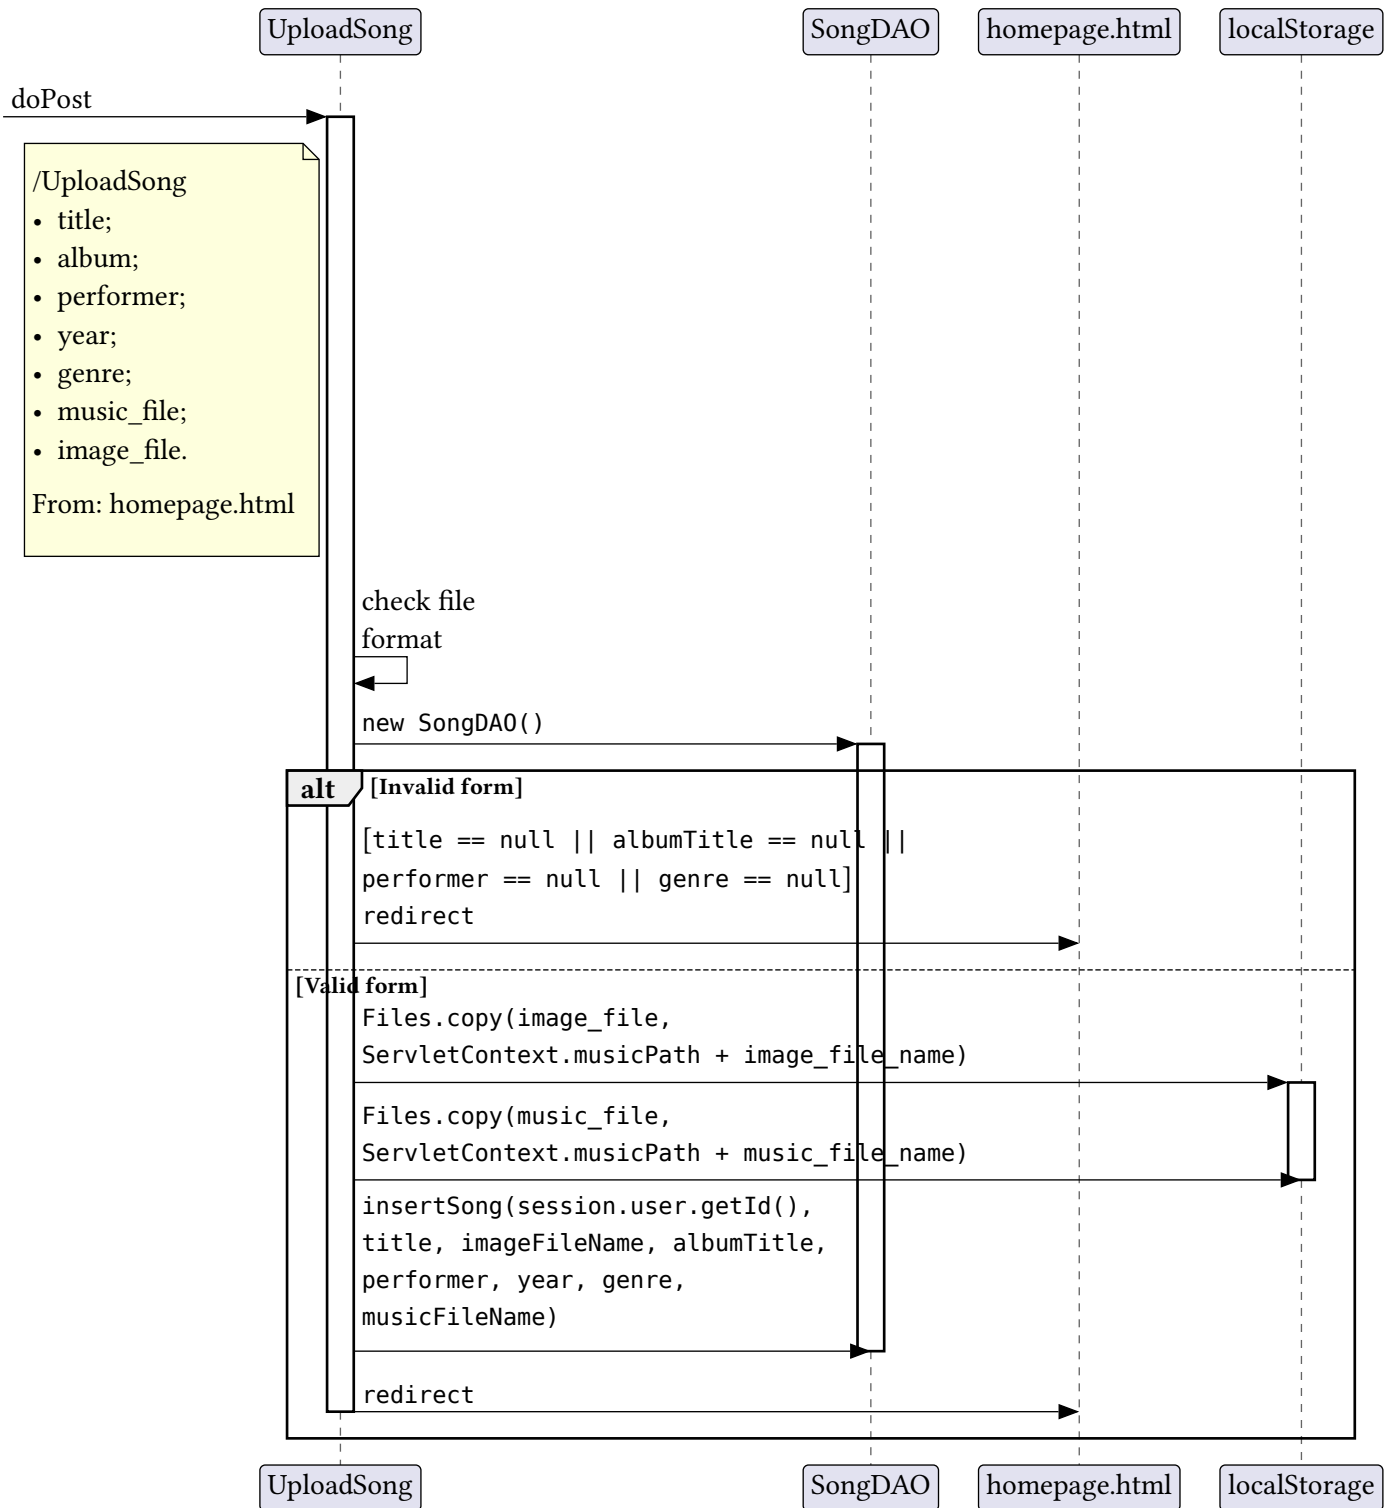 UploadSong
SongDAO
homepage.html
localStorage
doPost
/UploadSong
• title;
• album;
• performer;
• year;
• genre;
• music_file;
• image_file.
From: homepage.html
check file
format
new SongDAO()
alt
[Invalid form]
[title == null || albumTitle == null ||
performer == null || genre == null]
redirect
[Valid form]
Files.copy(image_file,
ServletContext.musicPath + image_file_name)
Files.copy(music_file,
ServletContext.musicPath + music_file_name)
insertSong(session.user.getId(),
title, imageFileName, albumTitle,
performer, year, genre,
musicFileName)
redirect
UploadSong
SongDAO
homepage.html
localStorage